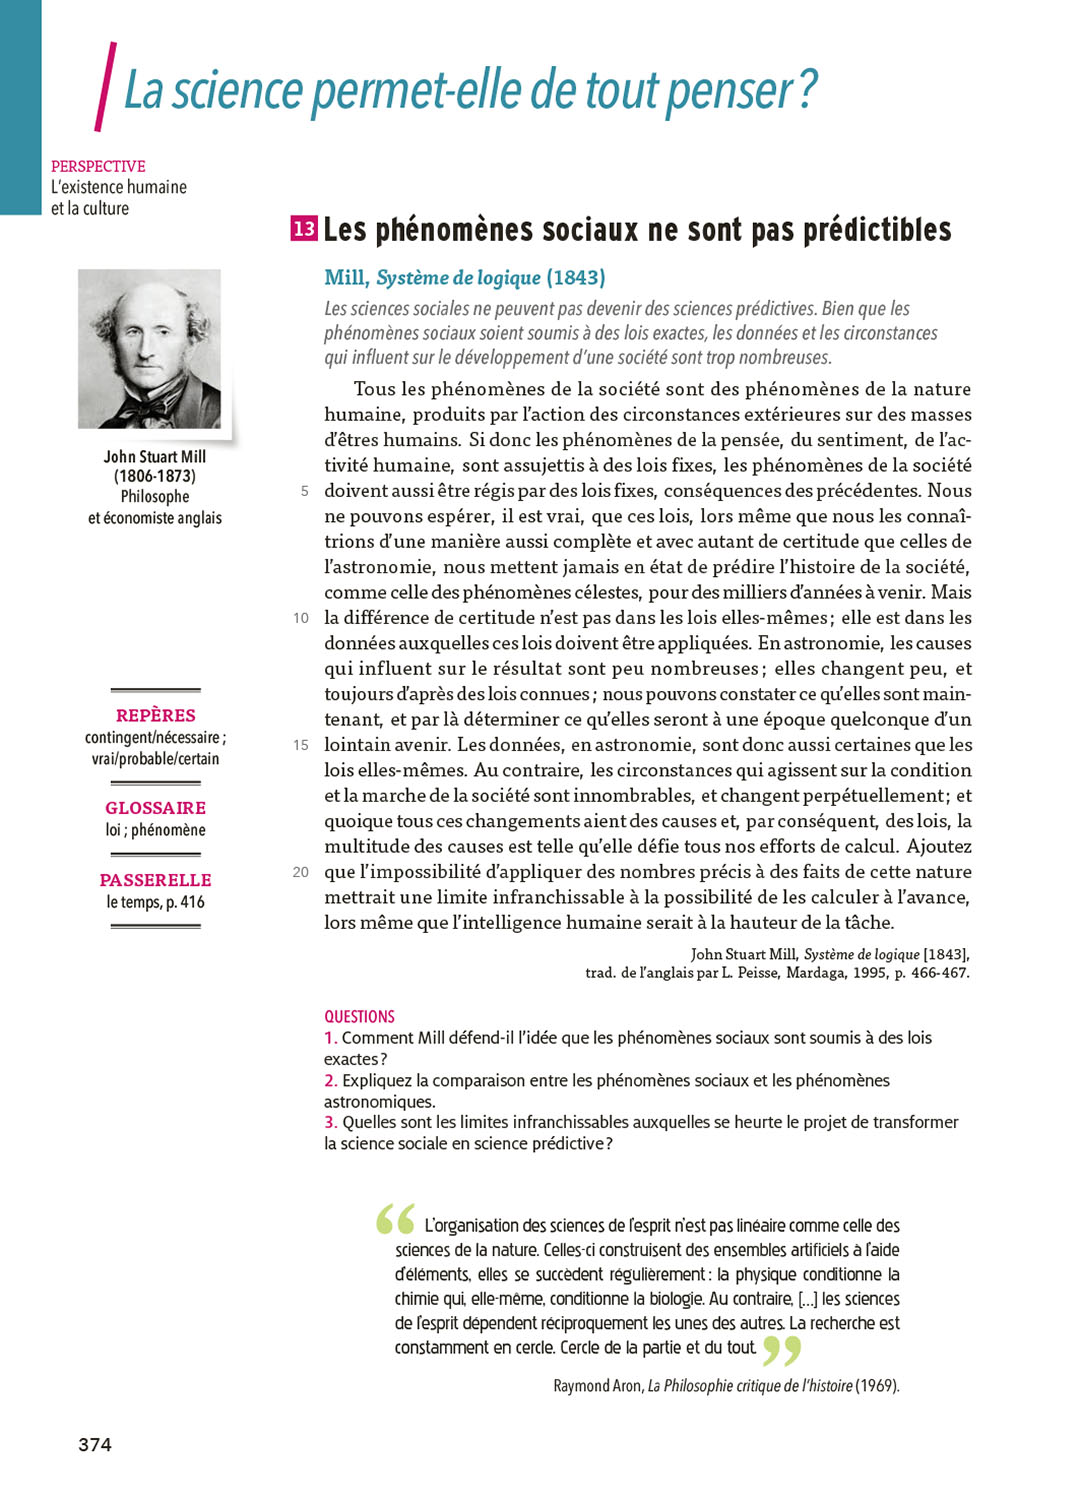 La science permet-elle de tout penser ?
PERSPECTIVE
L'existence humaine
et la culture
13 Les phénomènes sociaux ne sont pas prédictibles
Mill, Système de logique (1843)
Les sciences sociales ne peuvent pas devenir des sciences prédictives. Bien que les
phénomènes sociaux soient soumis à des lois exactes, les données et les circonstances
qui influent sur le développement d'une société sont trop nombreuses.
John Stuart Mill
(1806-1873)
Philosophe
et économiste anglais
Tous les phénomènes de la société sont des phénomènes de la nature
humaine, produits par l'action des circonstances extérieures sur des masses
d'êtres humains. Si donc les phénomènes de la pensée, du sentiment, de l'ac-
tivité humaine, sont assujettis à des lois fixes, les phénomènes de la société
5 doivent aussi être régis par des lois fixes, conséquences des précédentes. Nous
ne pouvons espérer, il est vrai, que ces lois, lors même que nous les connaî-
trions d'une manière aussi complète et avec autant de certitude que celles de
l'astronomie, nous mettent jamais en état de prédire l'histoire de la société,
comme celle des phénomènes célestes, pour des milliers d'années à venir. Mais
10 la différence de certitude n'est pas dans les lois elles-mêmes ; elle est dans les
données auxquelles ces lois doivent être appliquées. En astronomie, les causes
qui influent sur le résultat sont peu nombreuses ; elles changent peu, et
toujours d'après des lois connues ; nous pouvons constater ce qu'elles sont main-
tenant, et par là déterminer ce qu'elles seront à une époque quelconque d'un
15 lointain avenir. Les données, en astronomie, sont donc aussi certaines que les
lois elles-mêmes. Au contraire, les circonstances qui agissent sur la condition
et la marche de la société sont innombrables, et changent perpétuellement ; et
quoique tous ces changements aient des causes et, par conséquent, des lois, la
multitude des causes est telle qu'elle défie tous nos efforts de calcul. Ajoutez
20 que l'impossibilité d'appliquer des nombres précis à des faits de cette nature
mettrait une limite infranchissable à la possibilité de les calculer à l'avance,
lors même que l'intelligence humaine serait à la hauteur de la tâche.
John Stuart Mill, Système de logique [1843],
trad. de l'anglais par L. Peisse, Mardaga, 1995, p. 466-467.
REPÈRES
contingent/nécessaire ;
vrai/probable/certain
GLOSSAIRE
loi ; phénomène
PASSERELLE
le temps, p. 416
QUESTIONS
1. Comment Mill défend-il l'idée que les phénomènes sociaux sont soumis à des lois
exactes ?
2. Expliquez la comparaison entre les phénomènes sociaux et les phénomènes
astronomiques.
3. Quelles sont les limites infranchissables auxquelles se heurte le projet de transformer
la science sociale en science prédictive ?
“ L'organisation des sciences de l'esprit n'est pas linéaire comme celle des
sciences de la nature. Celles-ci construisent des ensembles artificiels à l'aide
d'éléments, elles se succèdent régulièrement : la physique conditionne la
chimie qui, elle-même, conditionne la biologie. Au contraire, [...] les sciences
de l'esprit dépendent réciproquement les unes des autres. La recherche est
constamment en cercle. Cercle de la partie et du tout. ”
Raymond Aron, La Philosophie critique de l'histoire (1969).
374